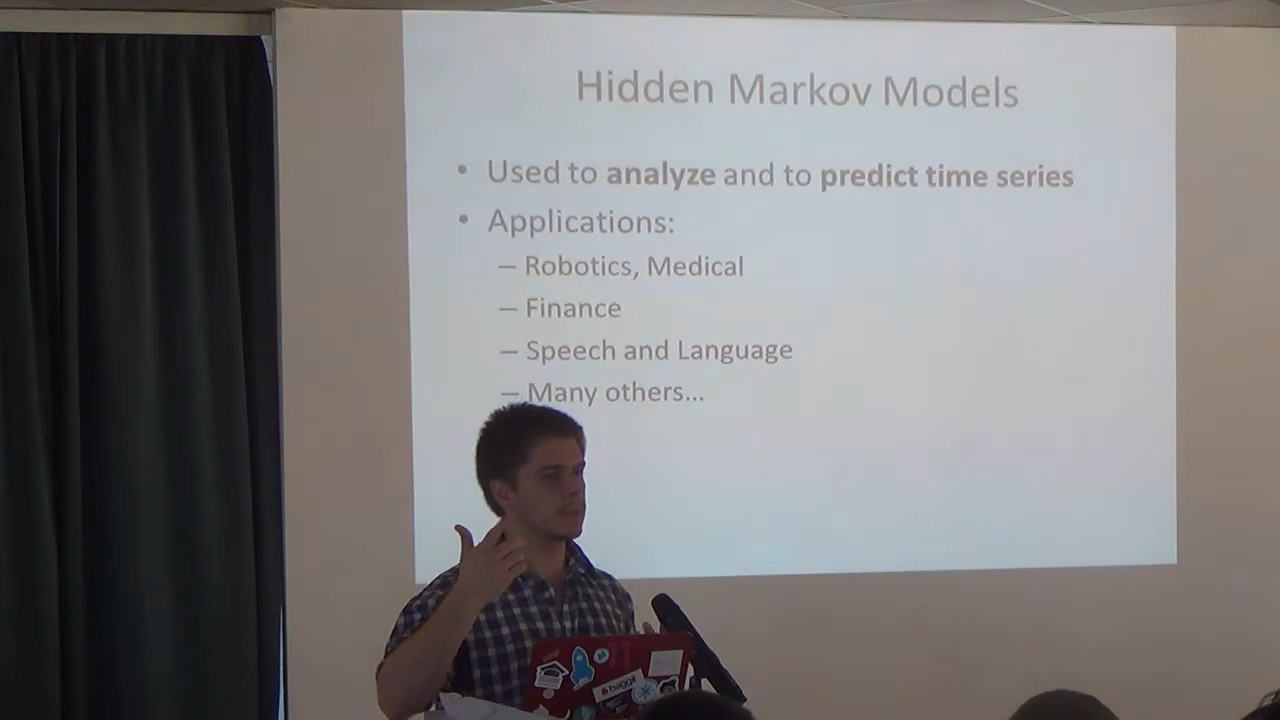 Hidden Markov Models
• Used to analyze and to predict time series
• Applications:
– Robotics, Medical
– Finance
– Speech and Language
– Many others...